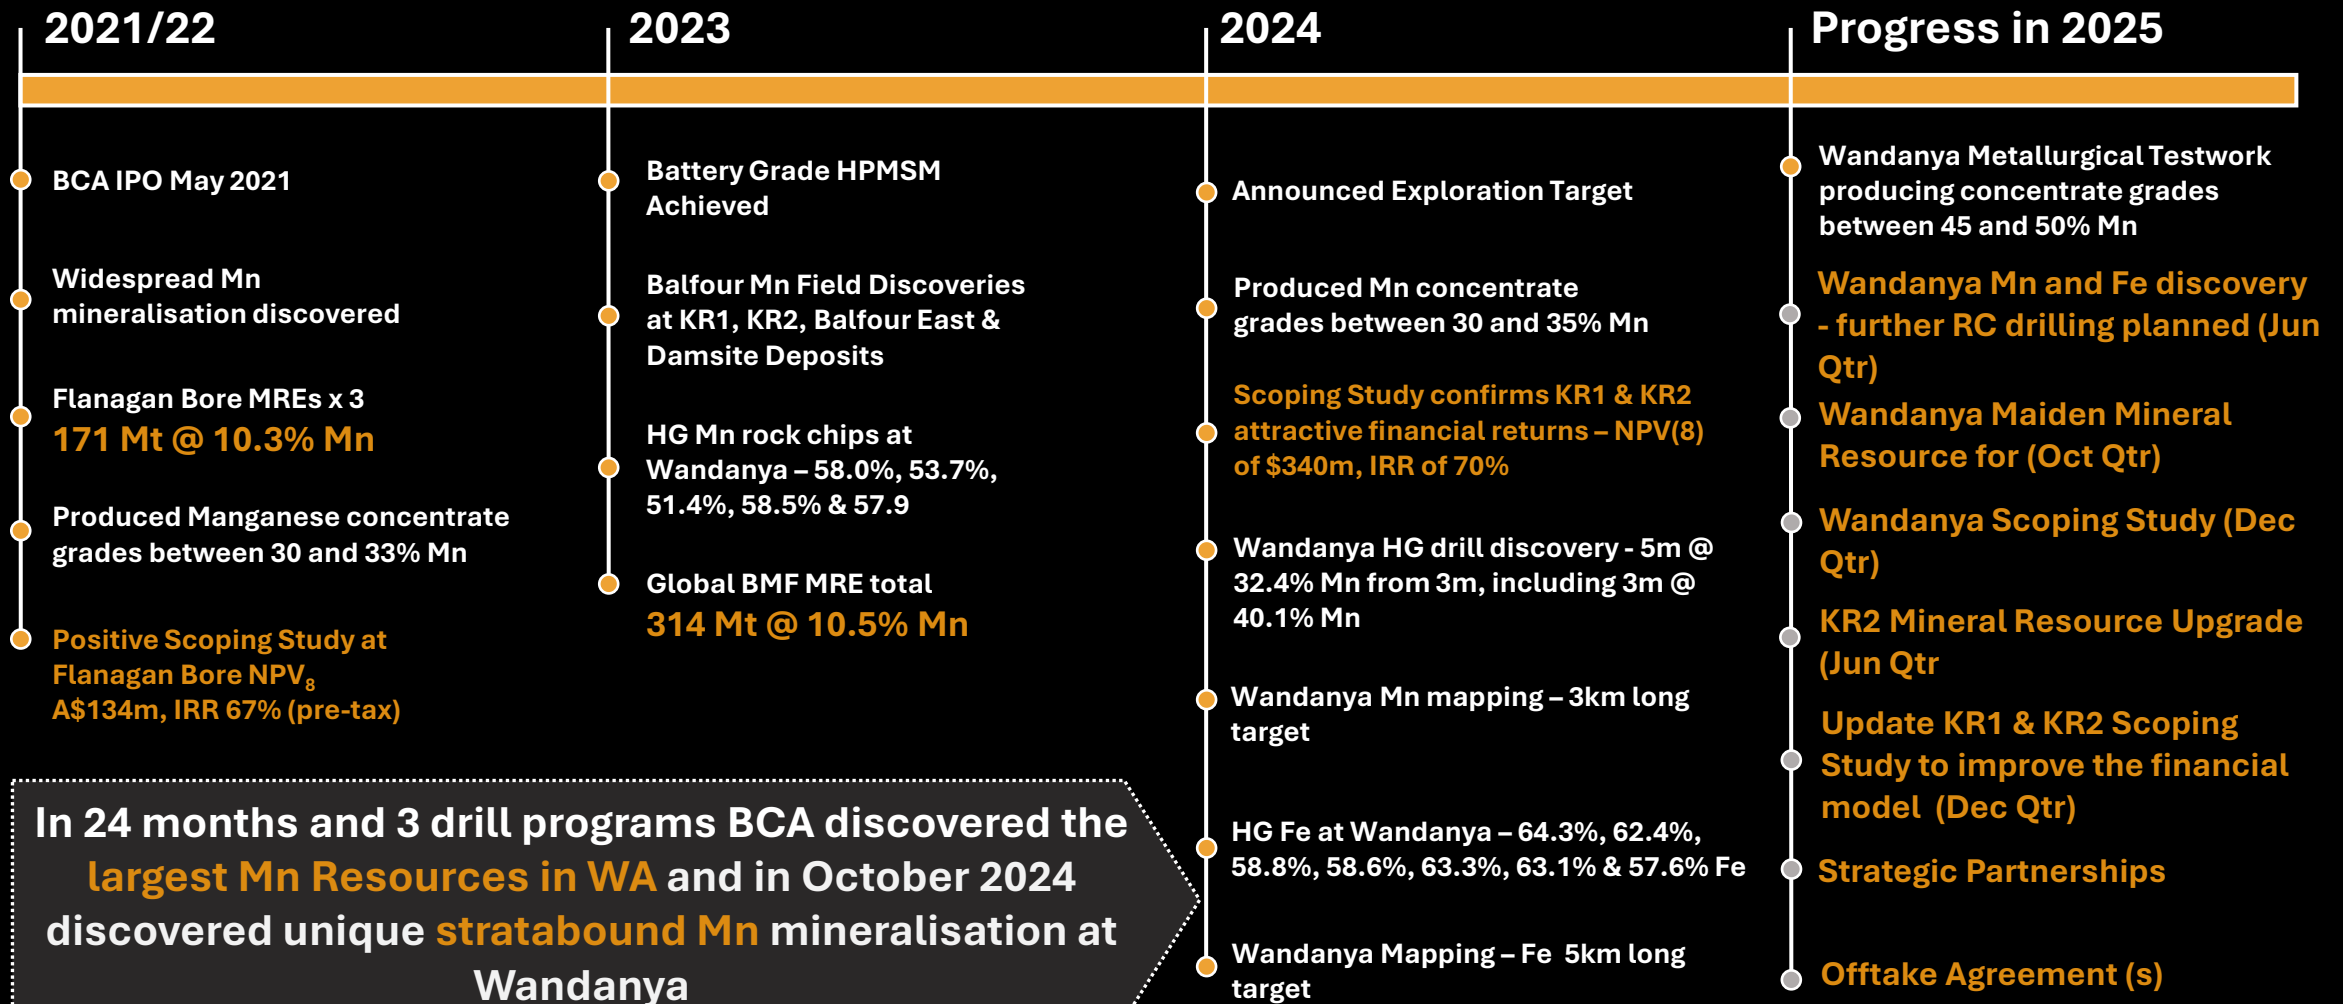 2021/22
BCA IPO May 2021
Widespread Mn
mineralisation discovered
Flanagan Bore MREs x 3
171 Mt @ 10.3% Mn
Produced Manganese concentrate
grades between 30 and 33% Mn
Positive Scoping Study at
Flanagan Bore NPV8
A$134m, IRR 67% (pre-tax)
2023
Battery Grade HPMSM
Achieved
Balfour Mn Field Discoveries
at KR1, KR2, Balfour East &
Damsite Deposits
HG Mn rock chips at
Wandanya – 58.0%, 53.7%,
51.4%, 58.5% & 57.9
Global BMF MRE total
314 Mt @ 10.5% Mn
In 24 months and 3 drill programs BCA discovered the
largest Mn Resources in WA and in October 2024
discovered unique stratabound Mn mineralisation at
Wandanya
2024
Announced Exploration Target
Produced Mn concentrate
grades between 30 and 35% Mn
Scoping Study confirms KR1 & KR2
attractive financial returns – NPV(8)
of $340m, IRR of 70%
Wandanya HG drill discovery - 5m @
32.4% Mn from 3m, including 3m @
40.1% Mn
Wandanya Mn mapping – 3km long
target
HG Fe at Wandanya – 64.3%, 62.4%,
58.8%, 58.6%, 63.3%, 63.1% & 57.6% Fe
Wandanya Mapping – Fe 5km long
target
Progress in 2025
Wandanya Metallurgical Testwork
producing concentrate grades
between 45 and 50% Mn
Wandanya Mn and Fe discovery
- further RC drilling planned (Jun
Qtr)
Wandanya Maiden Mineral
Resource for (Oct Qtr)
Wandanya Scoping Study (Dec
Qtr)
KR2 Mineral Resource Upgrade
(Jun Qtr
Update KR1 & KR2 Scoping
Study to improve the financial
model (Dec Qtr)
Strategic Partnerships
Offtake Agreement (s)